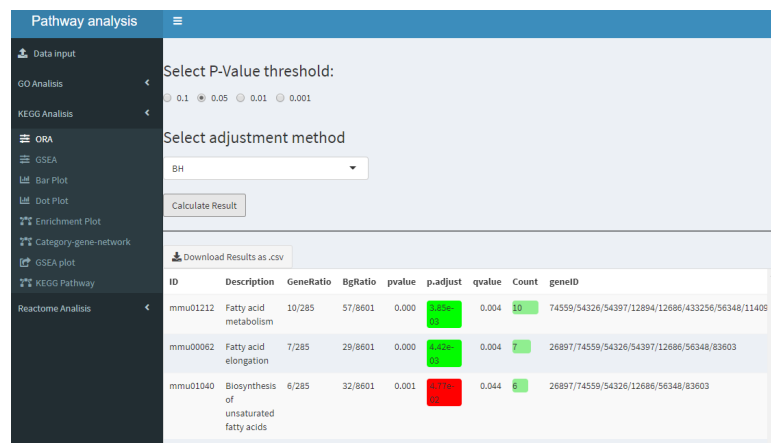 Pathway analysis
Data input
GO Analisis
KEGG Analisis
ORA
GSEA
Bar Plot
Dot Plot
Enrichment Plot
Category-gene-network
GSEA plot
KEGG Pathway
Reactome Analisis
Select P-Value threshold:
0.1 0.05 0.01 0.001
Select adjustment method
BH
Calculate Result
Download Results as .csv
ID Description GeneRatio BgRatio pvalue p.adjust qvalue Count geneID
mmu01212 Fatty acid 10/285 57/8601 0.000 3.85e- 0.004 10 74559/54326/54397/12894/12686/433256/56348/11409
metabolism 03
mmu00062 Fatty acid 7/285 29/8601 0.000 4.42e- 0.004 7 26897/74559/54326/54397/12686/56348/83603
elongation 03
mmu01040 Biosynthesis 6/285 32/8601 0.001 4.77e- 0.044 6 26897/74559/54326/12686/56348/83603
of 02
unsaturated
fatty acids